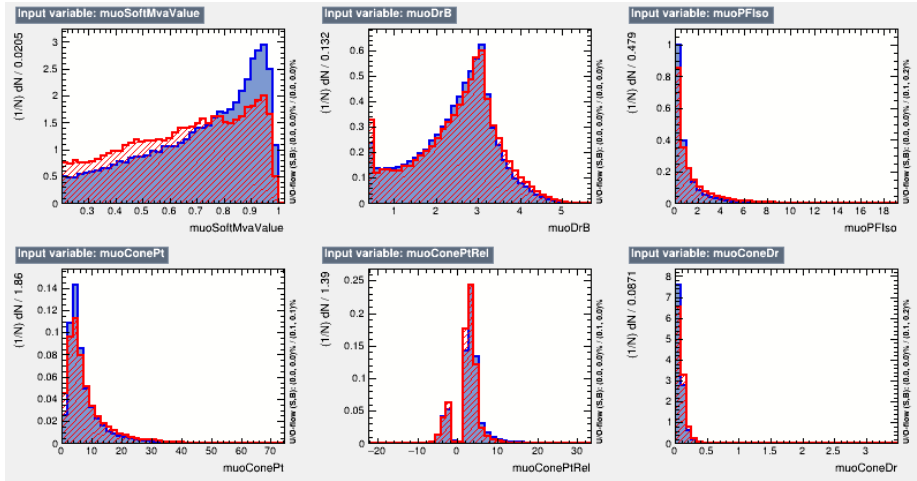 Input variable: muoSoftMvaValue
(1/N) dN / 0.0205
3
2.5
2
1.5
1
0.5
0
0.3 0.4 0.5 0.6 0.7 0.8 0.9 1
muoSoftMvaValue
U/O-flow (S,B): (0.0, 0.0)% / (0.0, 0.0)%
Input variable: muoDrB
(1/N) dN / 0.132
0.6
0.5
0.4
0.3
0.2
0.1
0
1 2 3 4 5
muoDrB
U/O-flow (S,B): (0.0, 0.0)% / (0.0, 0.0)%
Input variable: muoPFIso
(1/N) dN / 0.479
1
0.8
0.6
0.4
0.2
0
0 2 4 6 8 10 12 14 16 18
muoPFIso
U/O-flow (S,B): (0.0, 0.0)% / (0.1, 0.2)%
Input variable: muoConePt
(1/N) dN / 1.86
0.14
0.12
0.1
0.08
0.06
0.04
0.02
0
0 10 20 30 40 50 60 70
muoConePt
U/O-flow (S,B): (0.0, 0.0)% / (0.1, 0.1)%
Input variable: muoConePtRel
(1/N) dN / 1.39
0.25
0.2
0.15
0.1
0.05
0
−20 −10 0 10 20 30
muoConePtRel
U/O-flow (S,B): (0.0, 0.0)% / (0.1, 0.0)%
Input variable: muoConeDr
(1/N) dN / 0.0871
8
7
6
5
4
3
2
1
0
0 0.5 1 1.5 2 2.5 3 3.5
muoConeDr
U/O-flow (S,B): (0.0, 0.0)% / (0.1, 0.2)%